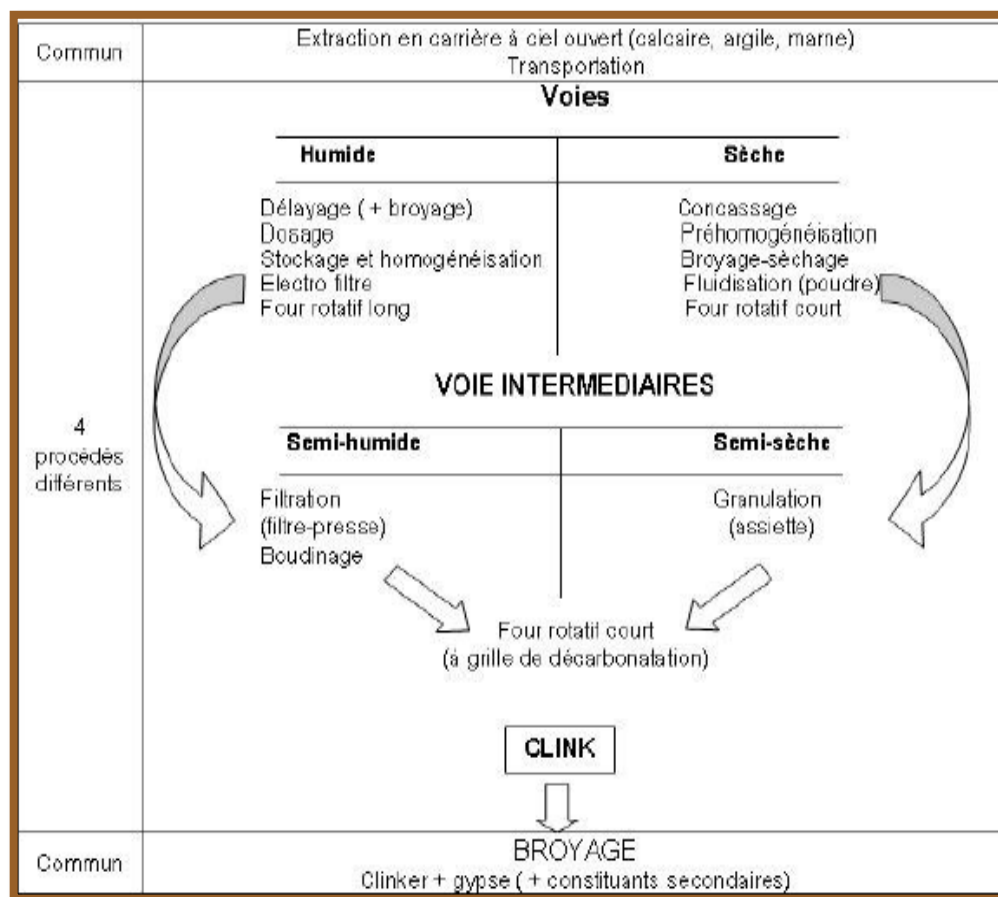 Commun
Extraction en carrière à ciel ouvert (calcaire, argile, marne)
Transportation
4
procèdès
différents
Voies
Humide
Délayage ( + broyage)
Dosage
Stockage et homogénéisation
Electro filtre
Four rotatif long
Sèche
Concassage
Préhomogénéisation
Broyage-sèchage
Fluidisation (poudre)
Four rotatif court
VOIE INTERMEDIAIRES
Semi-humide
Filtration
(filtre-presse)
Boudinage
Semi-sèche
Granulation
(assiette)
Four rotatif court
(à grille de décarbonatation)
CLINK
Commun
BROYAGE
Clinker + gypse ( + constituants secondaires)